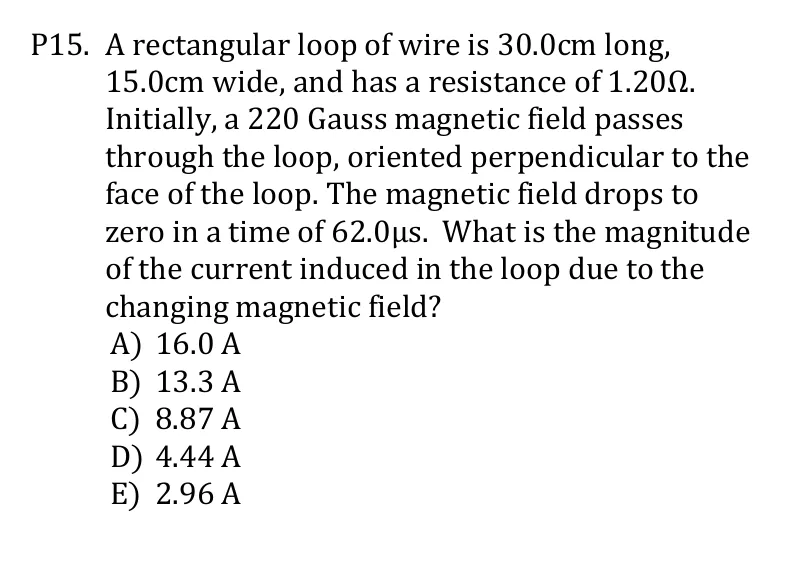 P15. A rectangular loop of wire is 30.0cm long,
15.0cm wide, and has a resistance of 1.20Ω.
Initially, a 220 Gauss magnetic field passes
through the loop, oriented perpendicular to the
face of the loop. The magnetic field drops to
zero in a time of 62.0μs. What is the magnitude
of the current induced in the loop due to the
changing magnetic field?
A) 16.0 A
B) 13.3 A
C) 8.87 A
D) 4.44 A
E) 2.96 A